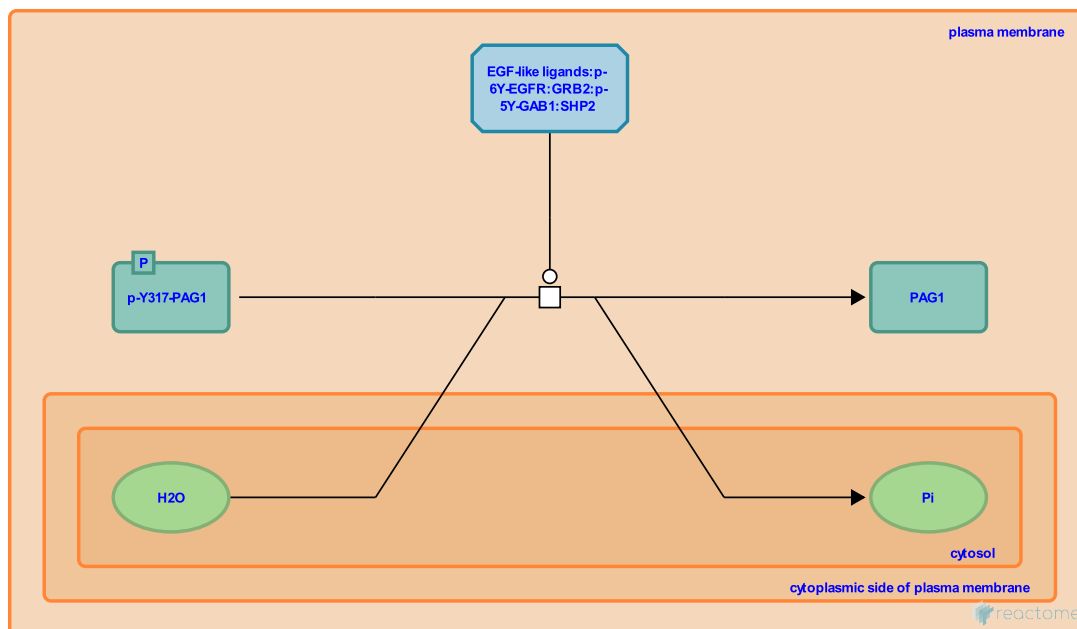 plasma membrane
EGF-like ligands:p-
6Y-EGFR:GRB2:p-
5Y-GAB1:SHP2
P
p-Y317-PAG1
PAG1
H2O
Pi
cytosol
cytoplasmic side of plasma membrane
reactome